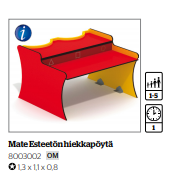 i
1-5
1
Mate Esteetön hiekkapöytä
8003002 OM
1,3 x 1,1 x 0,8